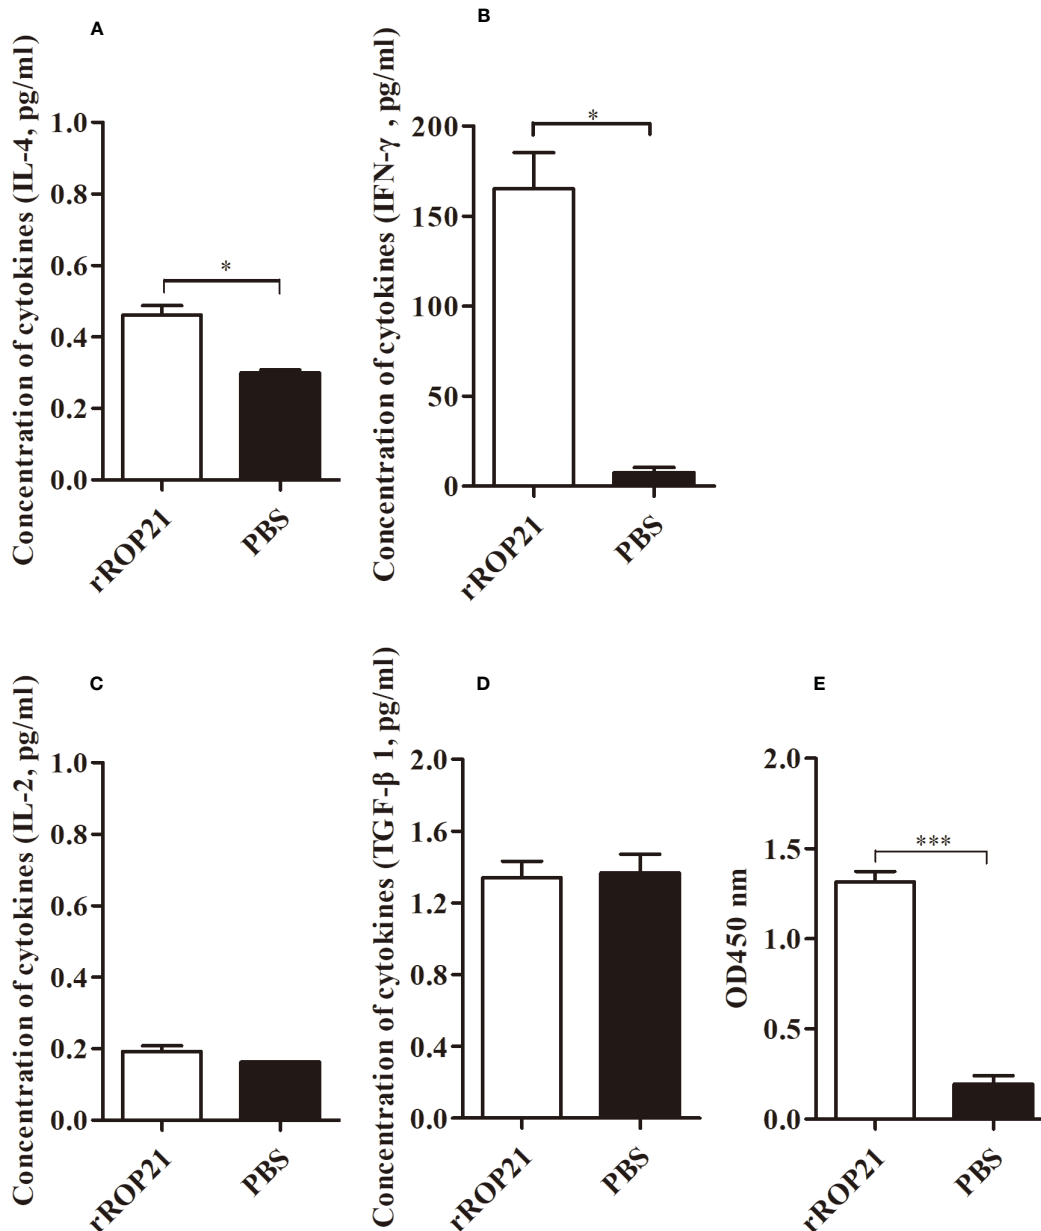 A
Concentration of cytokines (IL-4, pg/ml)
1.0
0.8
0.6
0.4
0.2
0.0
*
rROP21
PBS
B
Concentration of cytokines (IFN-γ , pg/ml)
200
150
100
50
0
*
rROP21
PBS
C
Concentration of cytokines (IL-2, pg/ml)
1.0
0.8
0.6
0.4
0.2
0.0
rROP21
PBS
D
Concentration of cytokines (TGF-β 1, pg/ml)
2.0
1.6
1.2
0.8
0.4
0.0
rROP21
PBS
E
OD450 nm
2.0
1.5
1.0
0.5
0.0
***
rROP21
PBS